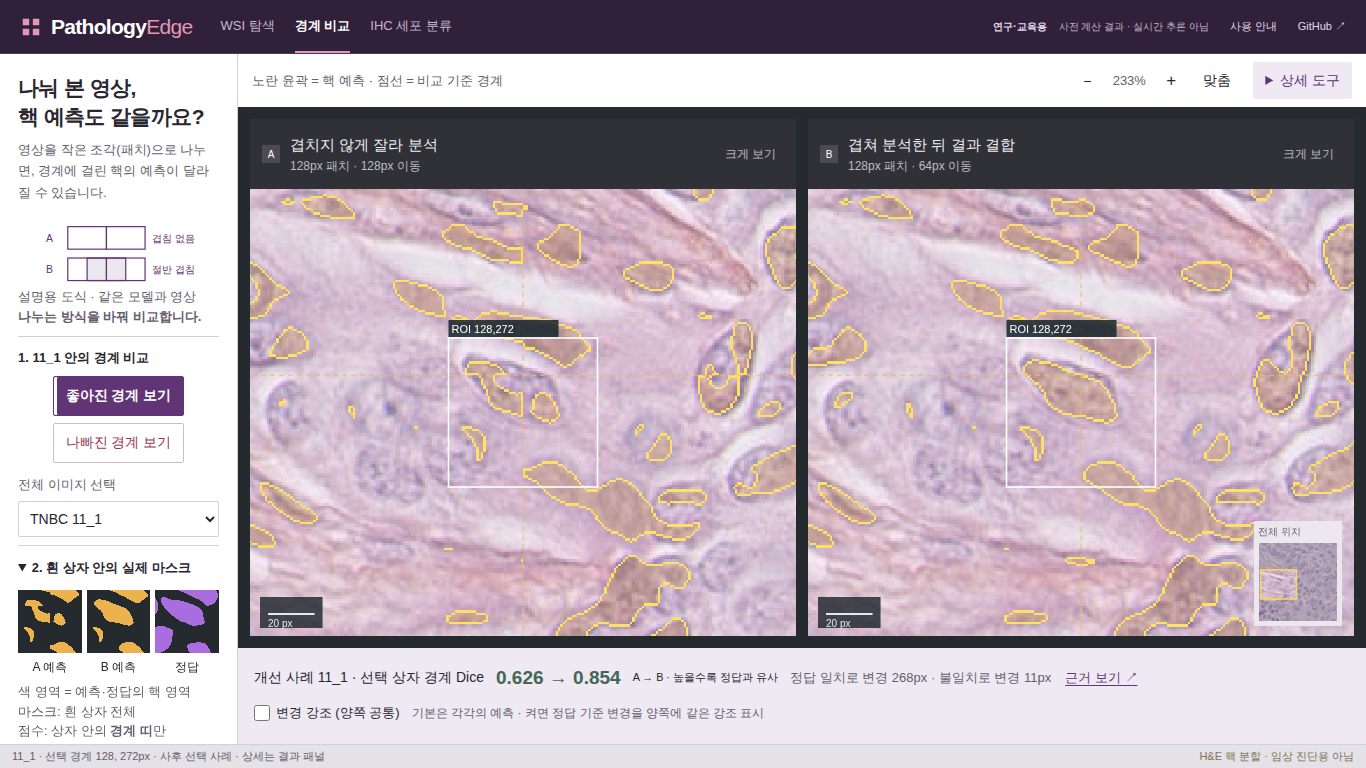 PathologyEdge WSI 탐색 경계 비교 IHC 세포 분류 연구·교육용 사전 계산 결과 · 실시간 추론 아님 사용 안내 GitHub ↗
나눠 본 영상,
핵 예측도 같을까요?
영상을 작은 조각(패치)으로 나누
면, 경계에 걸린 핵의 예측이 달라
질 수 있습니다.
A 겹침 없음
B 절반 겹침
설명용 도식 · 같은 모델과 영상
나누는 방식을 바꿔 비교합니다.
1. 11_1 안의 경계 비교
좋아진 경계 보기
나빠진 경계 보기
전체 이미지 선택
TNBC 11_1
▼ 2. 흰 상자 안의 실제 마스크
A 예측 B 예측 정답
색 영역 = 예측·정답의 핵 영역
마스크: 흰 상자 전체
점수: 상자 안의 경계 띠만
노란 윤곽 = 핵 예측 · 점선 = 비교 기준 경계
− 233% + 맞춤 ▶ 상세 도구
A 겹치지 않게 잘라 분석
128px 패치 · 128px 이동
크게 보기
ROI 128,272
20 px
B 겹쳐 분석한 뒤 결과 결합
128px 패치 · 64px 이동
크게 보기
ROI 128,272
20 px
전체 위치
개선 사례 11_1 · 선택 상자 경계 Dice 0.626 → 0.854 A → B · 높을수록 정답과 유사 정답 일치로 변경 268px · 불일치로 변경 11px 근거 보기 ↗
변경 강조 (양쪽 공통) 기본은 각각의 예측 · 켜면 정답 기준 변경을 양쪽에 같은 강조 표시
11_1 · 선택 경계 128, 272px · 사후 선택 사례 · 상세는 결과 패널
H&E 핵 분할 · 임상 진단용 아님